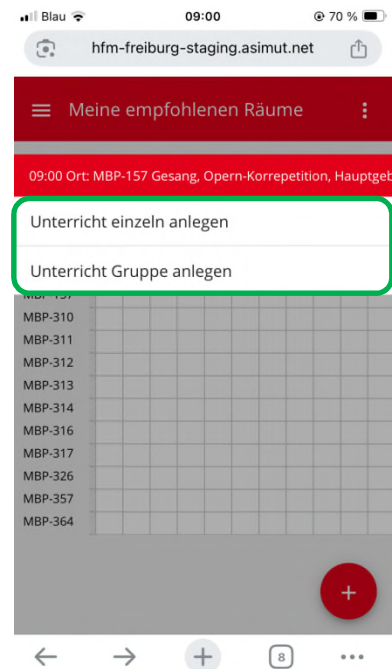 Blau 09:00 70 %
hfm-freiburg-staging.asimut.net
Meine empfohlenen Räume
09:00 Ort: MBP-157 Gesang, Opern-Korrepetition, Hauptgeb
Unterricht einzeln anlegen
Unterricht Gruppe anlegen
MBP-310
MBP-311
MBP-312
MBP-313
MBP-314
MBP-316
MBP-317
MBP-326
MBP-357
MBP-364
+
+ 8